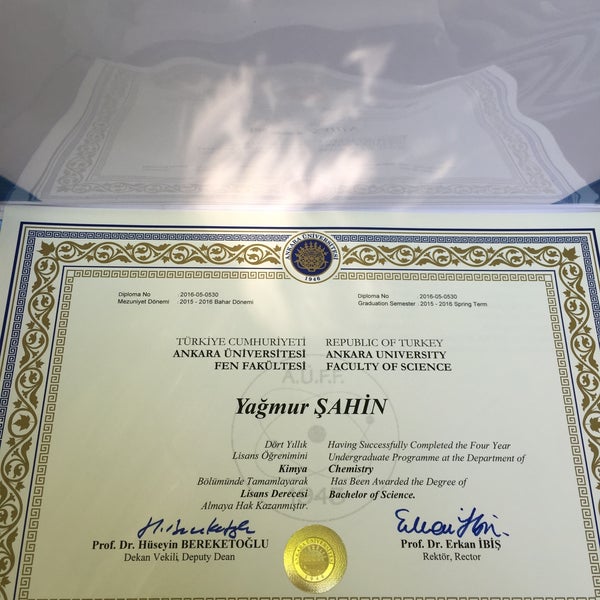 ANKARA ÜNİVERSİTESİ
1946
Diploma No : 2016-05-0530
Mezuniyet Dönemi : 2015 - 2016 Bahar Dönemi
Diploma No : 2016-05-0530
Graduation Semester : 2015 - 2016 Spring Term
TÜRKİYE CUMHURİYETİ
ANKARA ÜNİVERSİTESİ
FEN FAKÜLTESİ
REPUBLIC OF TURKEY
ANKARA UNIVERSITY
FACULTY OF SCIENCE
A.Ü.F.F.
Yağmur ŞAHİN
Dört Yıllık
Lisans Öğrenimini
Kimya
Bölümünde Tamamlayarak
Lisans Derecesi
Almaya Hak Kazanmıştır.
Having Successfully Completed the Four Year
Undergraduate Programme at the Department of
Chemistry
Has Been Awarded the Degree of
Bachelor of Science.
Prof. Dr. Hüseyin BEREKETOĞLU
Dekan Vekili, Deputy Dean
Prof. Dr. Erkan İBİŞ
Rektör, Rector